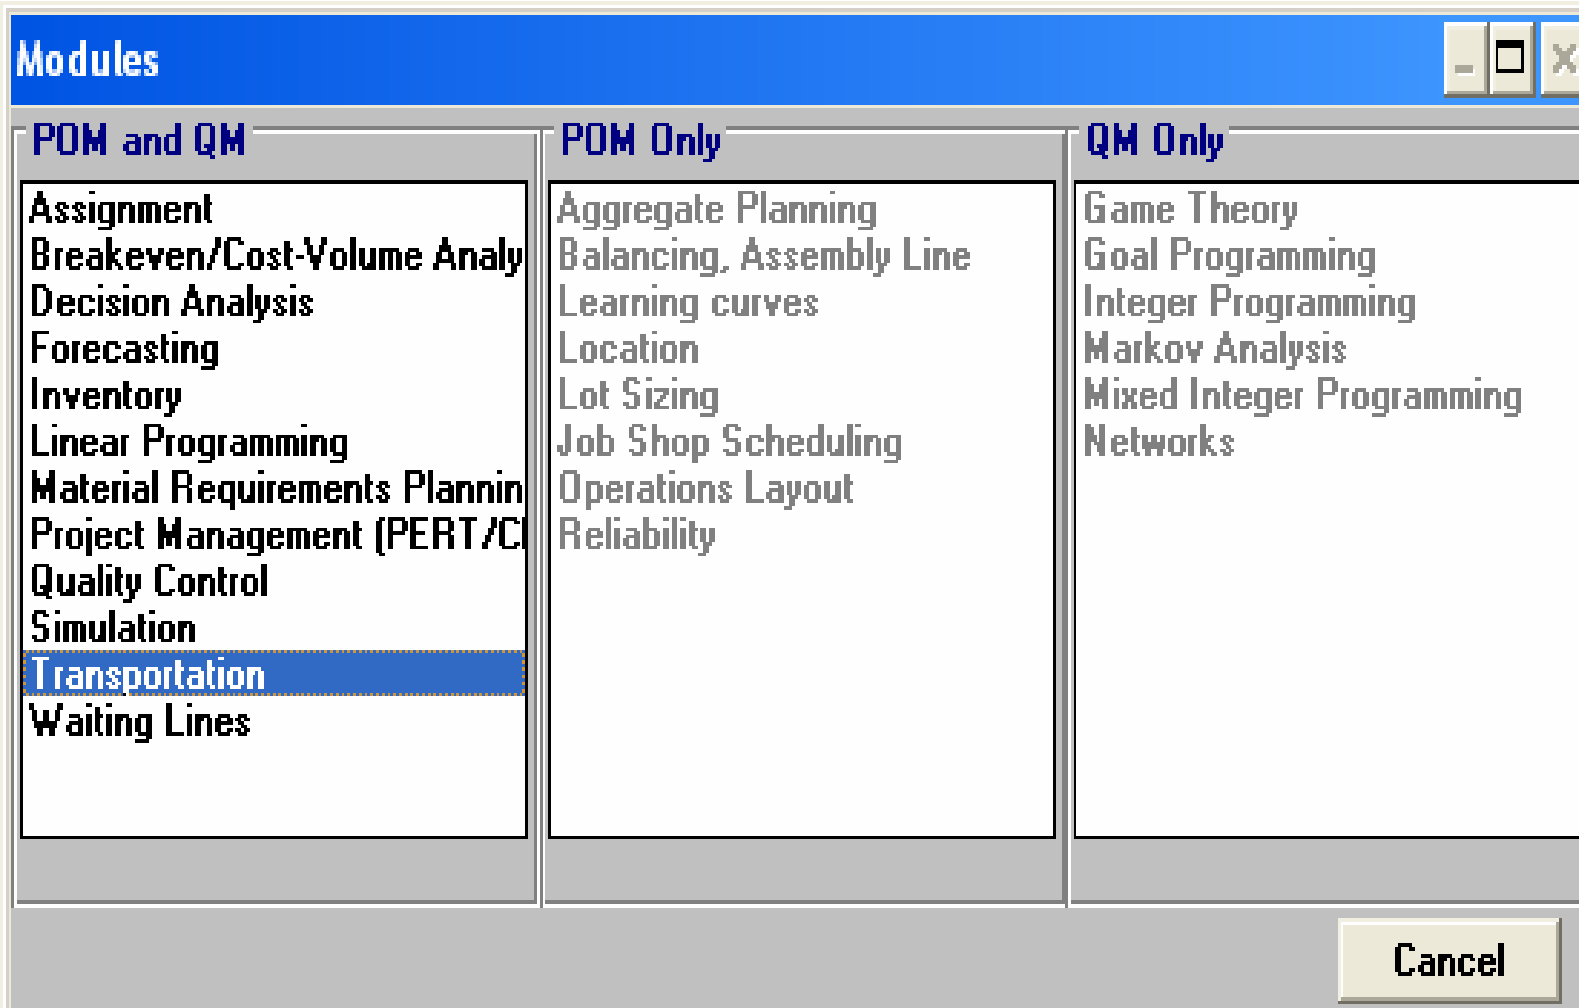 Modules
POM and QM
Assignment
Breakeven/Cost-Volume Analy
Decision Analysis
Forecasting
Inventory
Linear Programming
Material Requirements Plannin
Project Management (PERT/C
Quality Control
Simulation
Transportation
Waiting Lines
POM Only
Aggregate Planning
Balancing, Assembly Line
Learning curves
Location
Lot Sizing
Job Shop Scheduling
Operations Layout
Reliability
QM Only
Game Theory
Goal Programming
Integer Programming
Markov Analysis
Mixed Integer Programming
Networks
Cancel